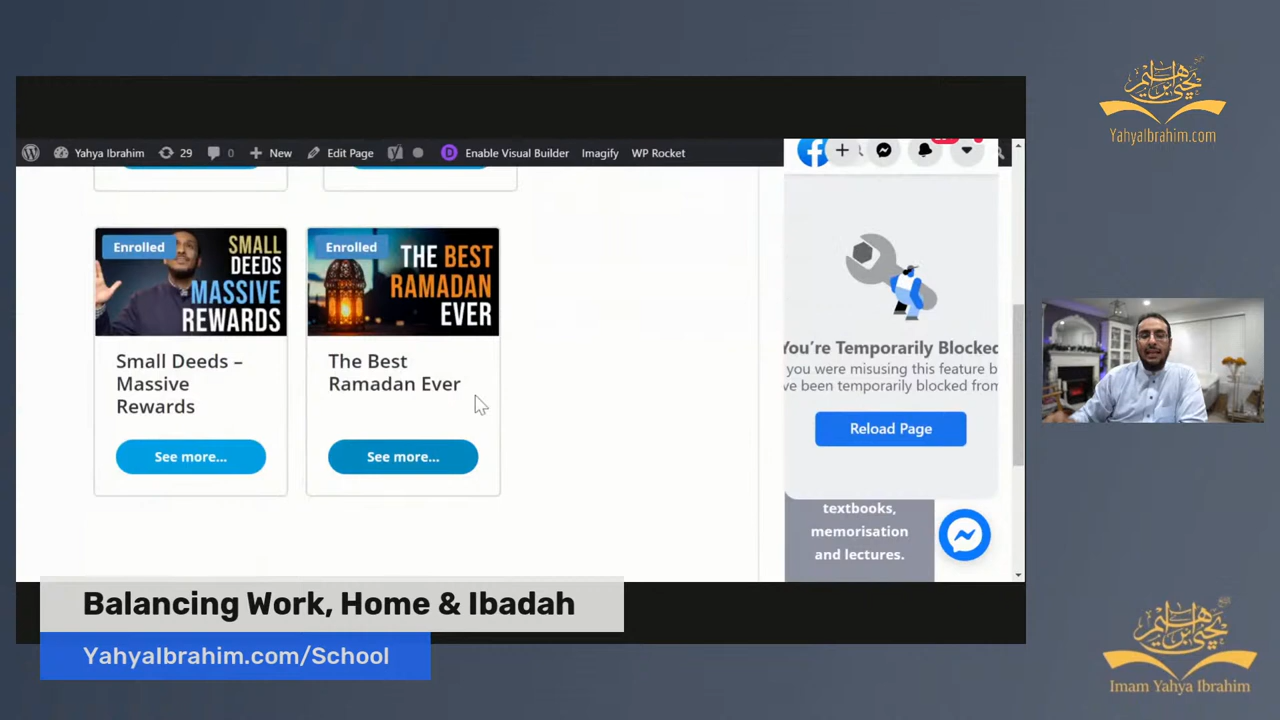 YahyaIbrahim.com
Yahya Ibrahim 29 0 New Edit Page Enable Visual Builder Imagify WP Rocket
Enrolled
SMALL
DEEDS
MASSIVE
REWARDS
Small Deeds –
Massive
Rewards
See more...
Enrolled
THE BEST
RAMADAN
EVER
The Best
Ramadan Ever
See more...
You're Temporarily Blocked
you were misusing this feature b
ve been temporarily blocked from
Reload Page
textbooks,
memorisation
and lectures.
Balancing Work, Home & Ibadah
YahyaIbrahim.com/School
Imam Yahya Ibrahim